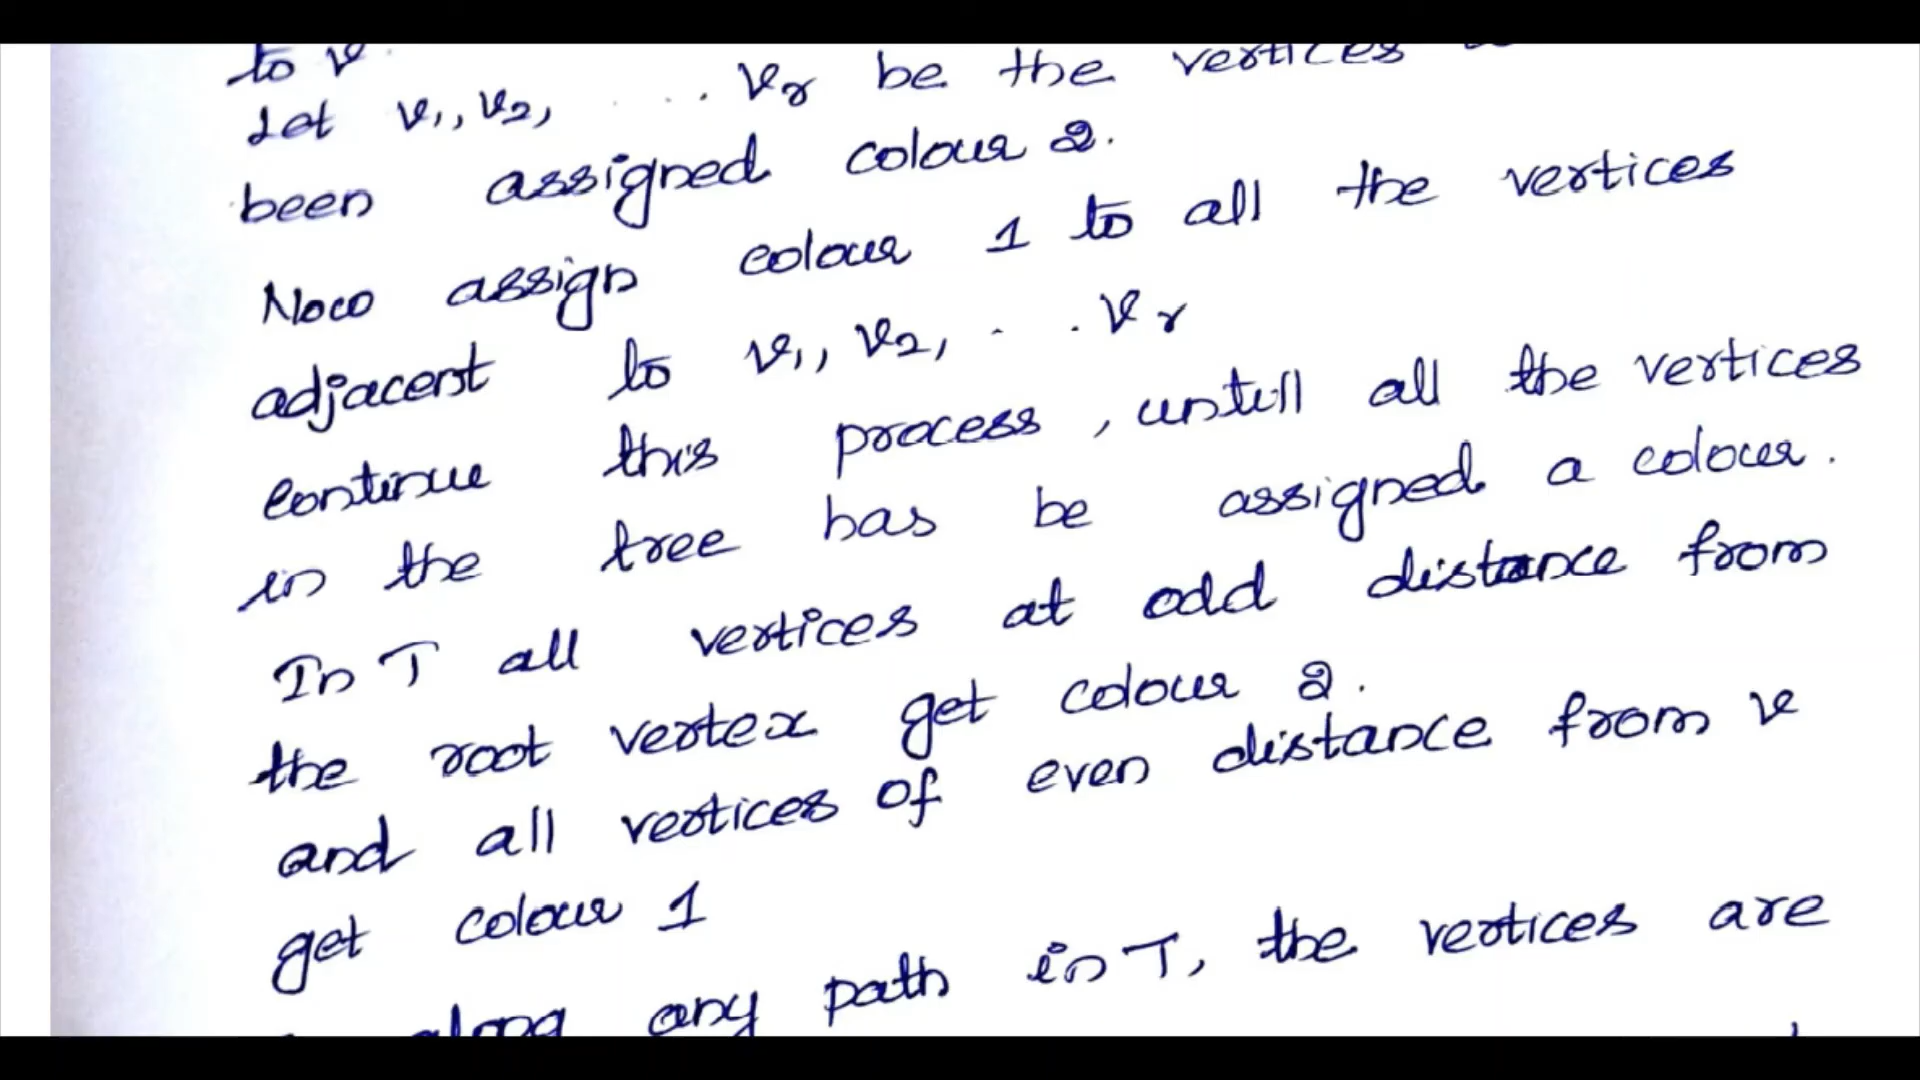 to v
Let v1, v2, ... vr be the vertices
been assigned colour 2.
Now assign colour 1 to all the vertices
adjacent to v1, v2, . . vr
continue this process, untill all the vertices
in the tree has be assigned a colour.
In T all vertices at odd distance from
the root vertex get colour 2.
and all vertices of even distance from v
get colour 1
along any path in T, the vertices are